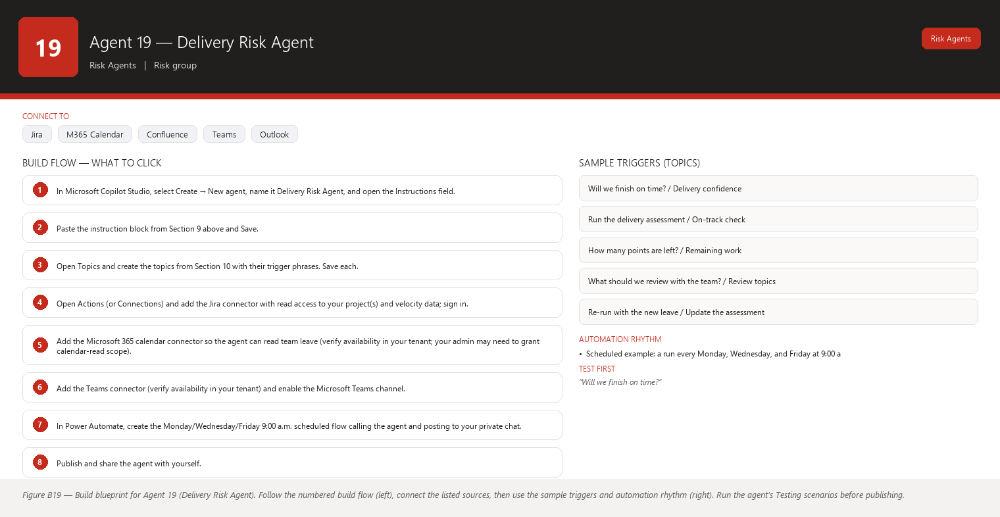 19
Agent 19 — Delivery Risk Agent
Risk Agents | Risk group
Risk Agents
CONNECT TO
Jira
M365 Calendar
Confluence
Teams
Outlook
BUILD FLOW — WHAT TO CLICK
1
In Microsoft Copilot Studio, select Create → New agent, name it Delivery Risk Agent, and open the Instructions field.
2
Paste the instruction block from Section 9 above and Save.
3
Open Topics and create the topics from Section 10 with their trigger phrases. Save each.
4
Open Actions (or Connections) and add the Jira connector with read access to your project(s) and velocity data; sign in.
5
Add the Microsoft 365 calendar connector so the agent can read team leave (verify availability in your tenant; your admin may need to grant
calendar-read scope).
6
Add the Teams connector (verify availability in your tenant) and enable the Microsoft Teams channel.
7
In Power Automate, create the Monday/Wednesday/Friday 9:00 a.m. scheduled flow calling the agent and posting to your private chat.
8
Publish and share the agent with yourself.
SAMPLE TRIGGERS (TOPICS)
Will we finish on time? / Delivery confidence
Run the delivery assessment / On-track check
How many points are left? / Remaining work
What should we review with the team? / Review topics
Re-run with the new leave / Update the assessment
AUTOMATION RHYTHM
• Scheduled example: a run every Monday, Wednesday, and Friday at 9:00 a
TEST FIRST
“Will we finish on time?”
Figure B19 — Build blueprint for Agent 19 (Delivery Risk Agent). Follow the numbered build flow (left), connect the listed sources, then use the sample triggers and automation rhythm (right). Run the agent's Testing scenarios before publishing.